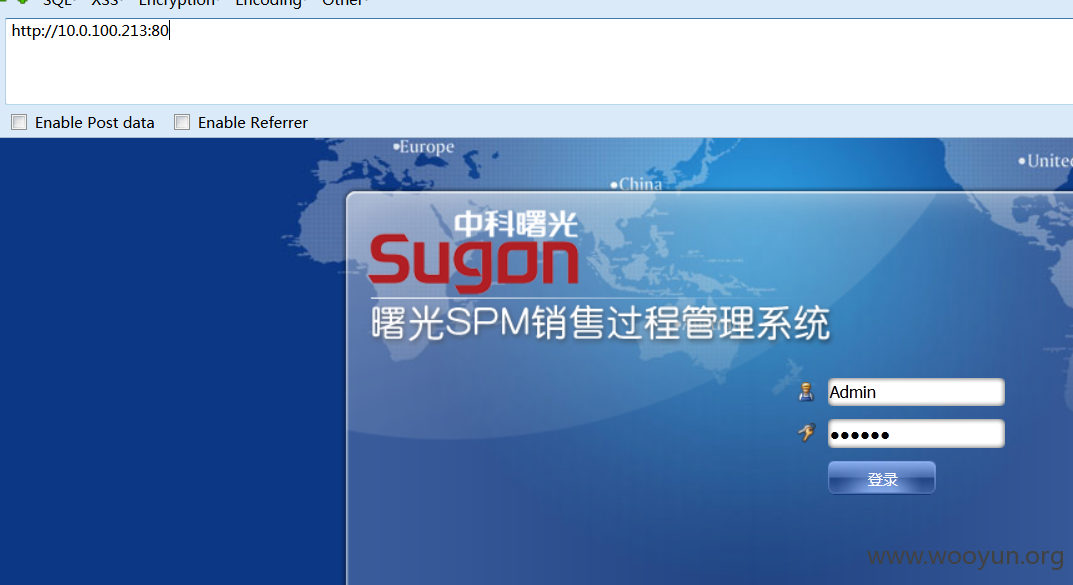 SQL XSS Encryption Encoding Other
http://10.0.100.213:80
Enable Post data Enable Referrer
Europe
China
中科曙光
Sugon
曙光SPM销售过程管理系统
Admin
登录
www.wooyun.org